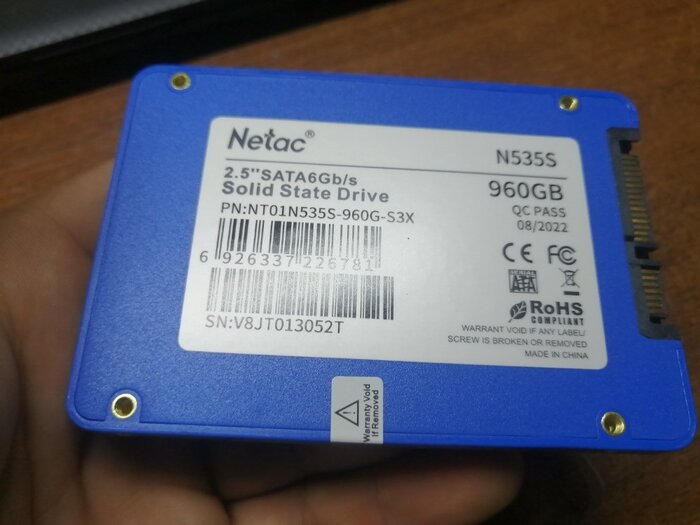 Netac®
N535S
2.5"SATA6Gb/s
Solid State Drive
960GB
PN:NT01N535S-960G-S3X
QC PASS
08/2022
6 926337 226781
CE FC
SERIAL
ATA
RoHS
COMPLIANT
SN:V8JT013052T
WARRANT VOID IF ANY LABEL/
SCREW IS BROKEN OR REMOVED
MADE IN CHINA
Warranty Void
If Removed